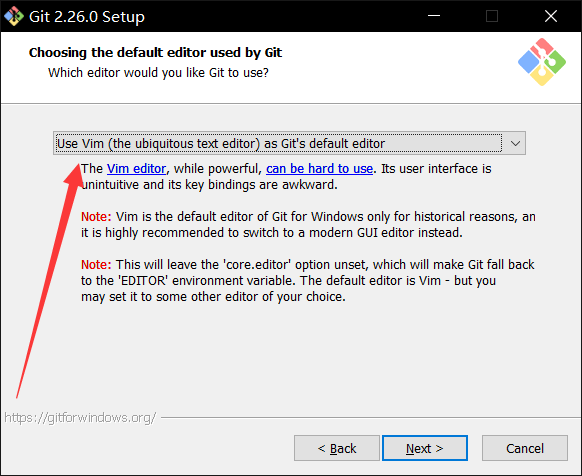 Git 2.26.0 Setup
Choosing the default editor used by Git
Which editor would you like Git to use?
Use Vim (the ubiquitous text editor) as Git's default editor
The Vim editor, while powerful, can be hard to use. Its user interface is
unintuitive and its key bindings are awkward.
Note: Vim is the default editor of Git for Windows only for historical reasons, an
it is highly recommended to switch to a modern GUI editor instead.
Note: This will leave the 'core.editor' option unset, which will make Git fall back
to the 'EDITOR' environment variable. The default editor is Vim - but you
may set it to some other editor of your choice.
https://gitforwindows.org/
< Back
Next >
Cancel